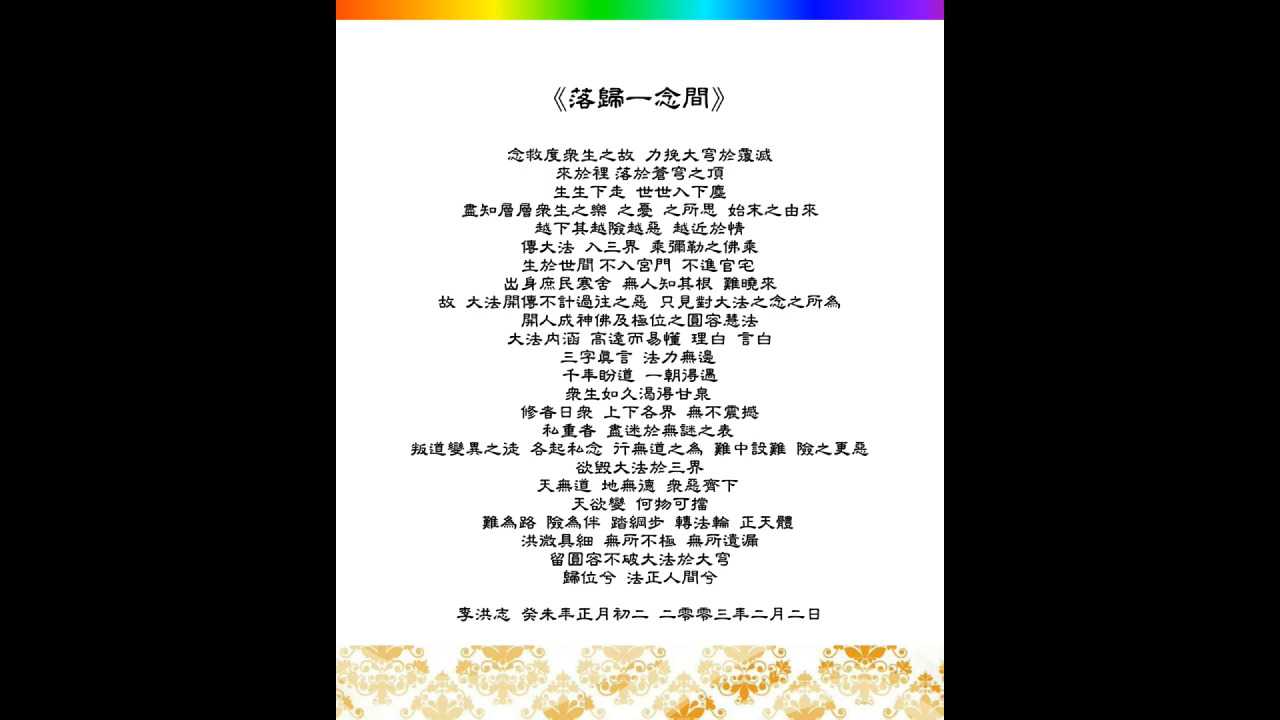 《落歸一念間》
念救度衆生之故 力挽大穹於覆滅
來於裡 落於蒼穹之頂
生生下走 世世入下塵
盡知層層衆生之樂 之憂 之所思 始末之由來
越下其越險越惡 越近於情
傳大法 入三界 乘彌勒之佛乘
生於世間 不入宮門 不進官宅
出身庶民寒舍 無人知其根 難曉來
故 大法開傳不計過往之惡 只見對大法之念之所為
開人成神佛及極位之圓容慧法
大法內涵 高遠而易懂 理白 言白
三字真言 法力無邊
千年盼道 一朝得遇
衆生如久渴得甘泉
修者日衆 上下各界 無不震撼
私重者 盡迷於無謎之表
叛道變異之徒 各起私念 行無道之為 難中設難 險之更惡
欲毀大法於三界
天無道 地無德 衆惡齊下
天欲變 何物可擋
難為路 險為伴 踏綱步 轉法輪 正天體
洪微具細 無所不極 無所遺漏
留圓容不破大法於大穹
歸位兮 法正人間兮
李洪志 癸未年正月初二 二零零三年二月二日